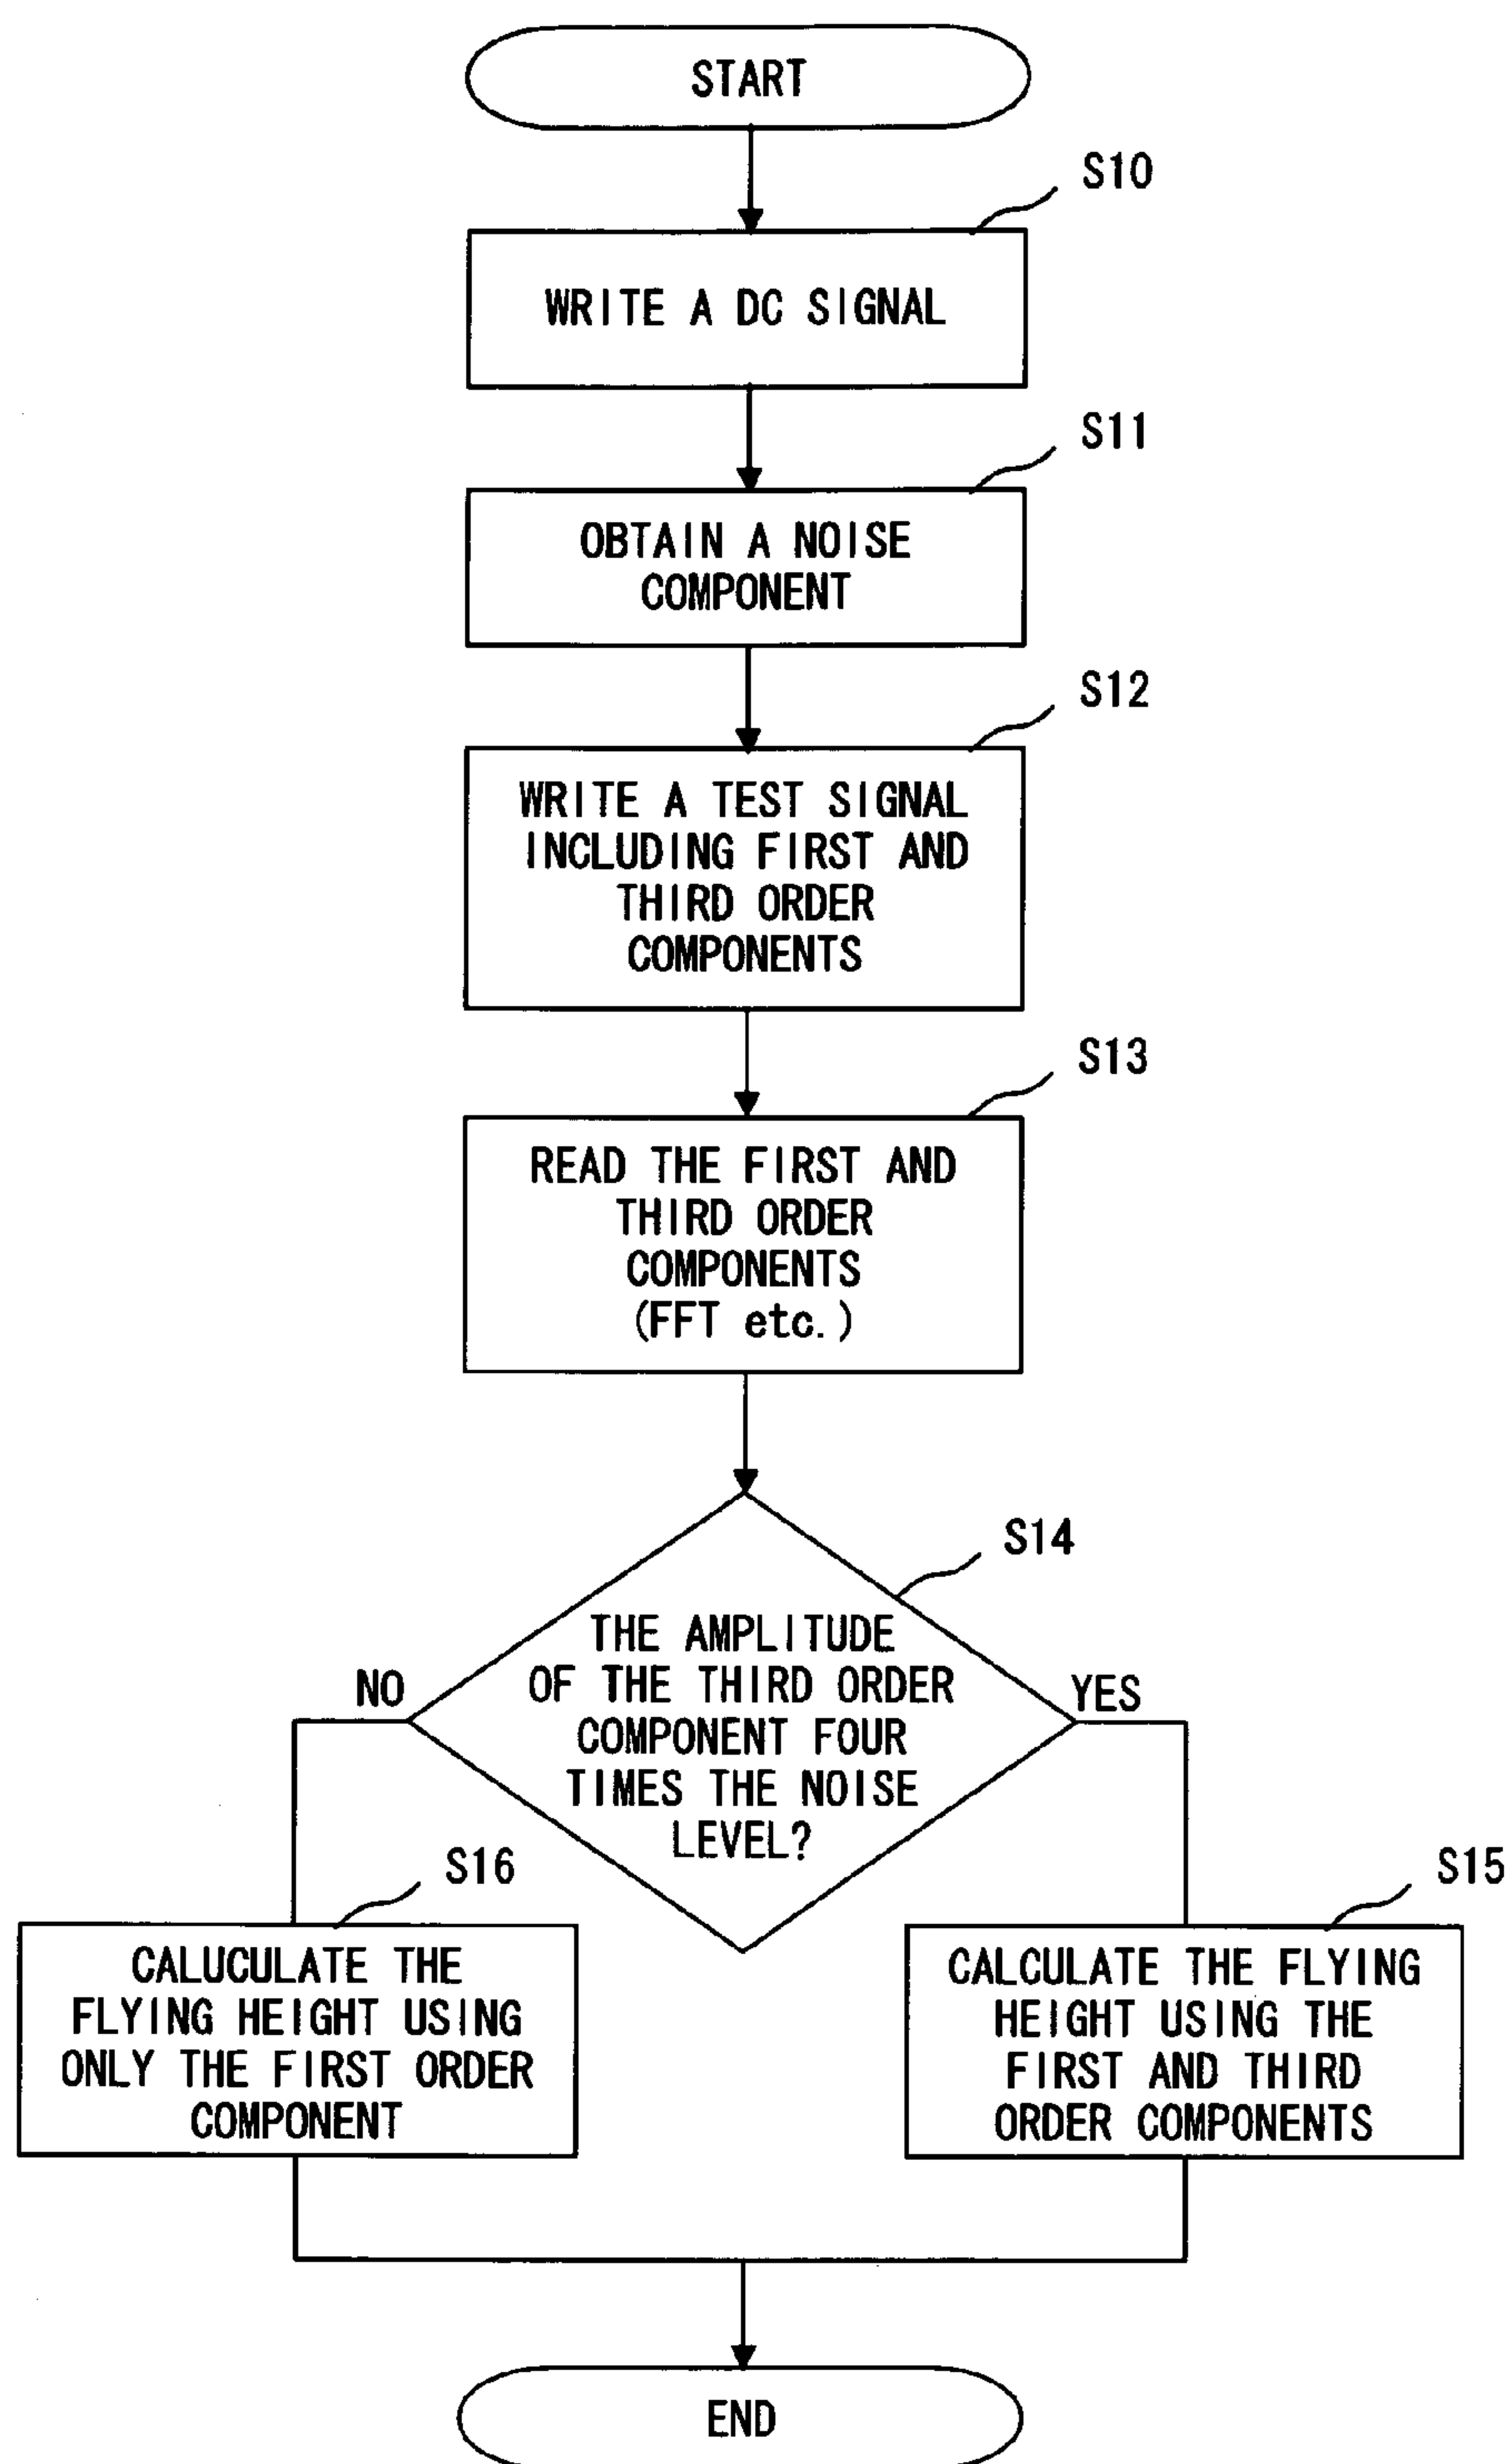 START
S10
WRITE A DC SIGNAL
S11
OBTAIN A NOISE
COMPONENT
S12
WRITE A TEST SIGNAL
INCLUDING FIRST AND
THIRD ORDER
COMPONENTS
S13
READ THE FIRST AND
THIRD ORDER
COMPONENTS
(FFT etc.)
S14
THE AMPLITUDE
OF THE THIRD ORDER
COMPONENT FOUR
TIMES THE NOISE
LEVEL?
NO
YES
S16
CALUCULATE THE
FLYING HEIGHT USING
ONLY THE FIRST ORDER
COMPONENT
S15
CALCULATE THE FLYING
HEIGHT USING THE
FIRST AND THIRD
ORDER COMPONENTS
END